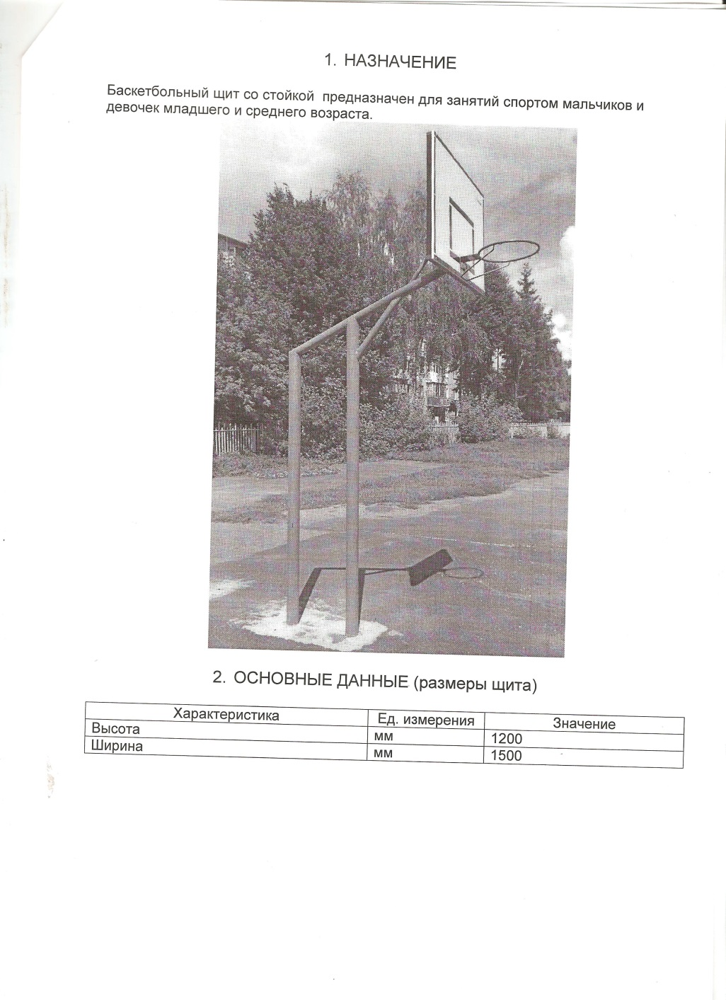 1. НАЗНАЧЕНИЕ
Баскетбольный щит со стойкой предназначен для занятий спортом мальчиков и
девочек младшего и среднего возраста.
2. ОСНОВНЫЕ ДАННЫЕ (размеры щита)
Характеристика Ед. измерения Значение
Высота мм 1200
Ширина мм 1500